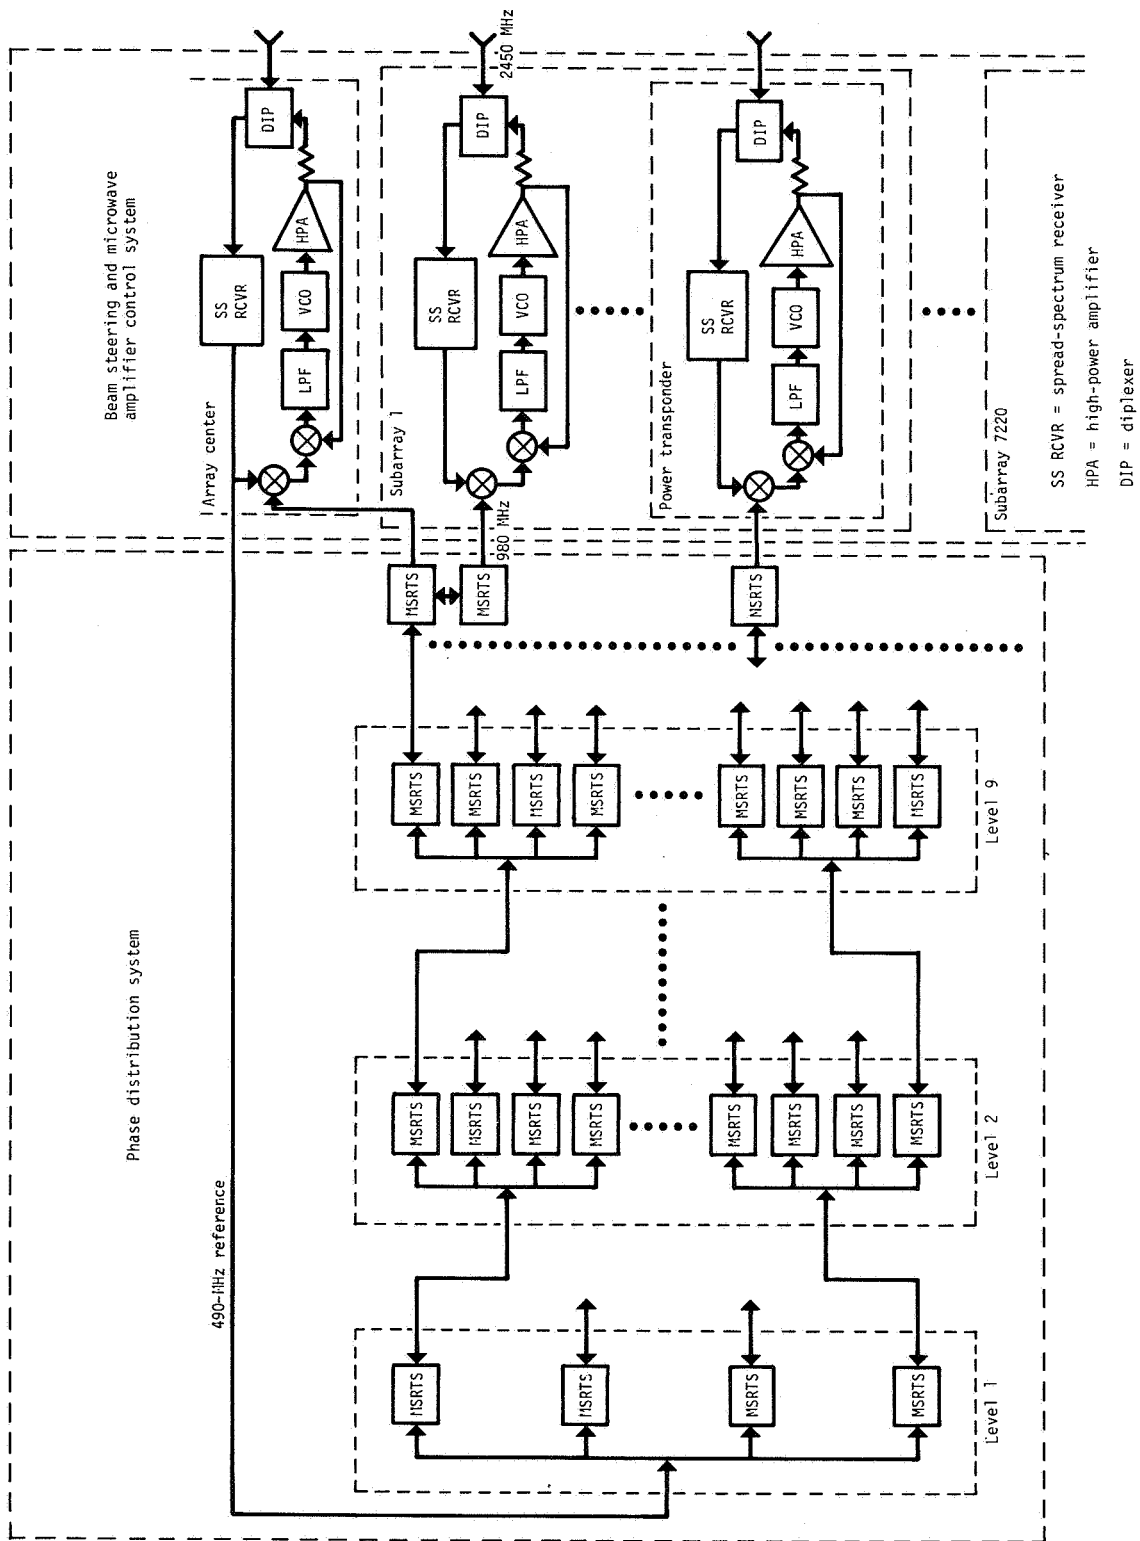 Phase distribution system
Beam steering and microwave
amplifier control system
490-MHz reference
Array center
SS
RCVR
DIP
LPF
VCO
HPA
Subarray 1
SS
RCVR
DIP
LPF
VCO
HPA
980 MHz
2450 MHz
Power transponder
SS
RCVR
DIP
LPF
VCO
HPA
Subarray 7220
MSRTS
MSRTS
MSRTS
MSRTS
Level 1
MSRTS
MSRTS
MSRTS
MSRTS
MSRTS
MSRTS
MSRTS
MSRTS
Level 2
MSRTS
MSRTS
MSRTS
MSRTS
MSRTS
MSRTS
MSRTS
MSRTS
Level 9
MSRTS
MSRTS
MSRTS
SS RCVR = spread-spectrum receiver
HPA = high-power amplifier
DIP = diplexer